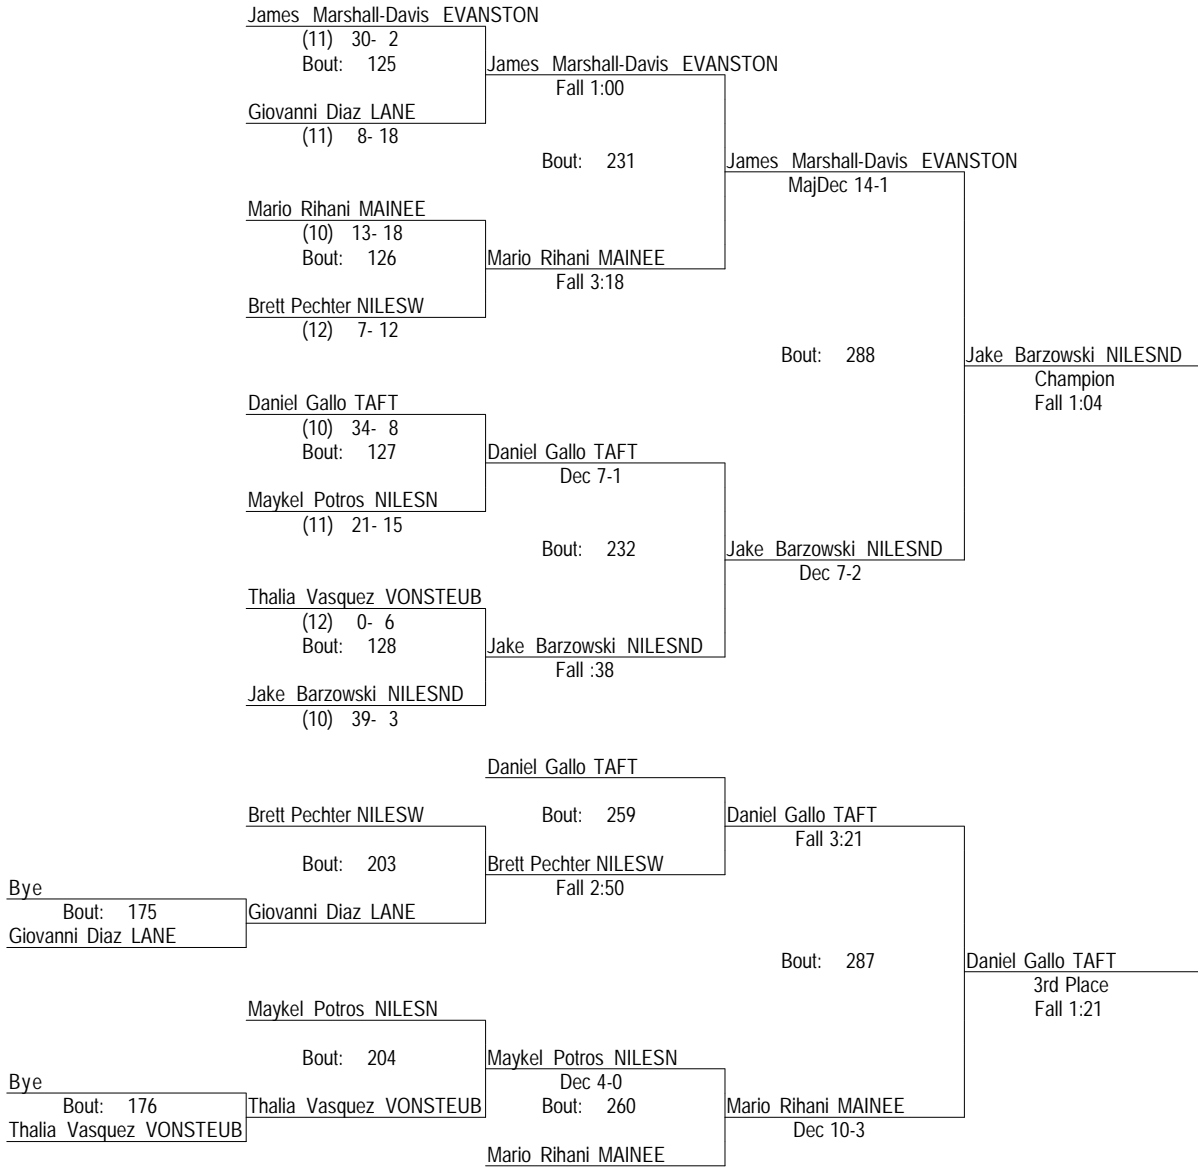 James Marshall-Davis EVANSTON
(11) 30- 2
Bout: 125
James Marshall-Davis EVANSTON
Fall 1:00
Giovanni Diaz LANE
(11) 8- 18
Bout: 231
James Marshall-Davis EVANSTON
MajDec 14-1
Mario Rihani MAINEE
(10) 13- 18
Bout: 126
Mario Rihani MAINEE
Fall 3:18
Brett Pechter NILESW
(12) 7- 12
Bout: 288
Jake Barzowski NILESND
Champion
Fall 1:04
Daniel Gallo TAFT
(10) 34- 8
Bout: 127
Daniel Gallo TAFT
Dec 7-1
Maykel Potros NILESN
(11) 21- 15
Bout: 232
Jake Barzowski NILESND
Dec 7-2
Thalia Vasquez VONSTEUB
(12) 0- 6
Bout: 128
Jake Barzowski NILESND
Fall :38
Jake Barzowski NILESND
(10) 39- 3
Daniel Gallo TAFT
Brett Pechter NILESW
Bout: 259
Daniel Gallo TAFT
Fall 3:21
Bout: 203
Brett Pechter NILESW
Fall 2:50
Bye
Bout: 175
Giovanni Diaz LANE
Giovanni Diaz LANE
Bout: 287
Daniel Gallo TAFT
3rd Place
Fall 1:21
Maykel Potros NILESN
Bout: 204
Maykel Potros NILESN
Dec 4-0
Bye
Bout: 176
Thalia Vasquez VONSTEUB
Thalia Vasquez VONSTEUB
Bout: 260
Mario Rihani MAINEE
Dec 10-3
Mario Rihani MAINEE